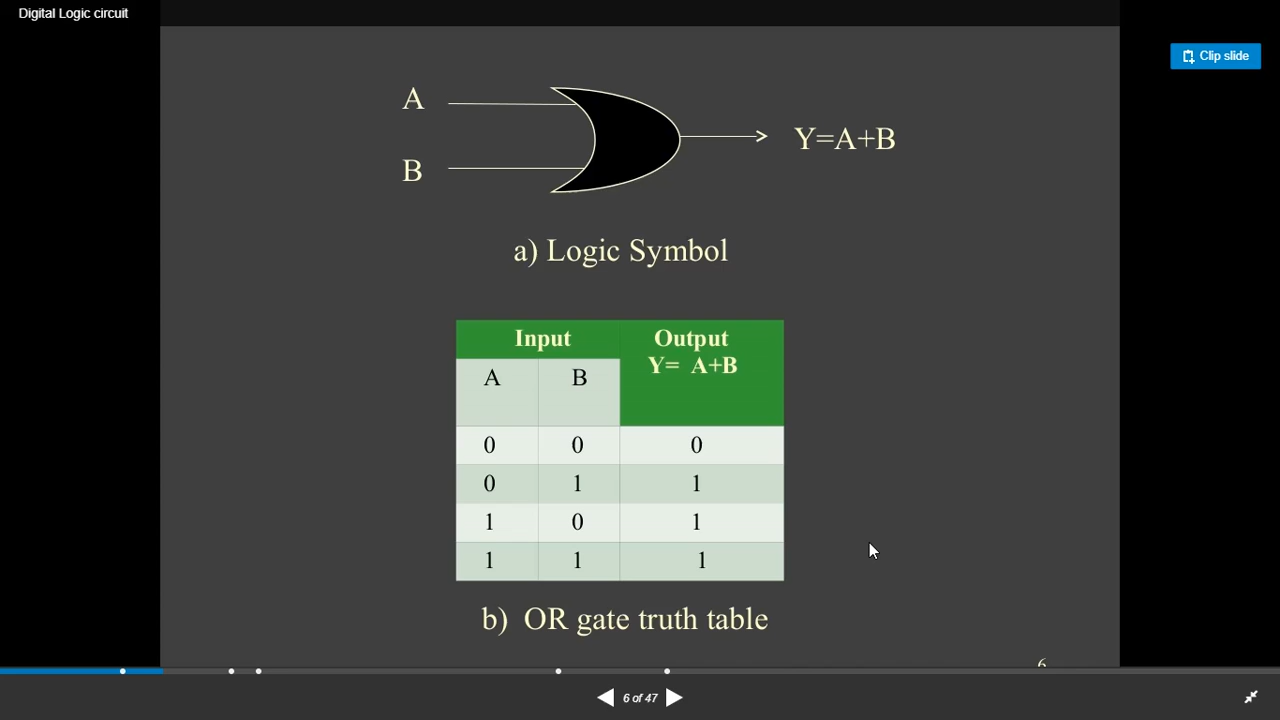 Digital Logic circuit
Clip slide
A
B
Y=A+B
a) Logic Symbol
Input Output
Y= A+B
A B
0 0 0
0 1 1
1 0 1
1 1 1
b) OR gate truth table
6
6 of 47